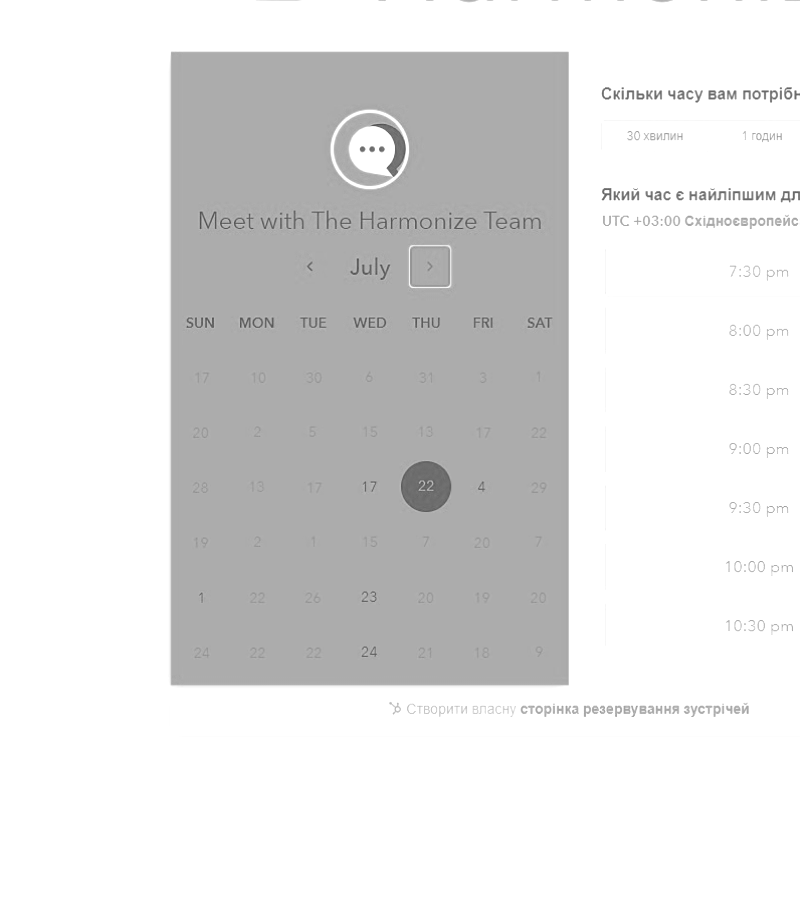 Meet with The Harmonize Team
July
SUN MON TUE WED THU FRI SAT
17 10 30 6 31 3 1
20 2 5 15 13 17 22
28 13 17 17 22 4 29
19 2 1 15 7 20 7
1 22 26 23 20 19 20
24 22 22 24 21 18 9
Скільки часу вам потрібн
30 хвилин 1 годин
Який час є найліпшим дл
UTC +03:00 Східноєвропейс
7:30 pm
8:00 pm
8:30 pm
9:00 pm
9:30 pm
10:00 pm
10:30 pm
Створити власну сторінка резервування зустрічей